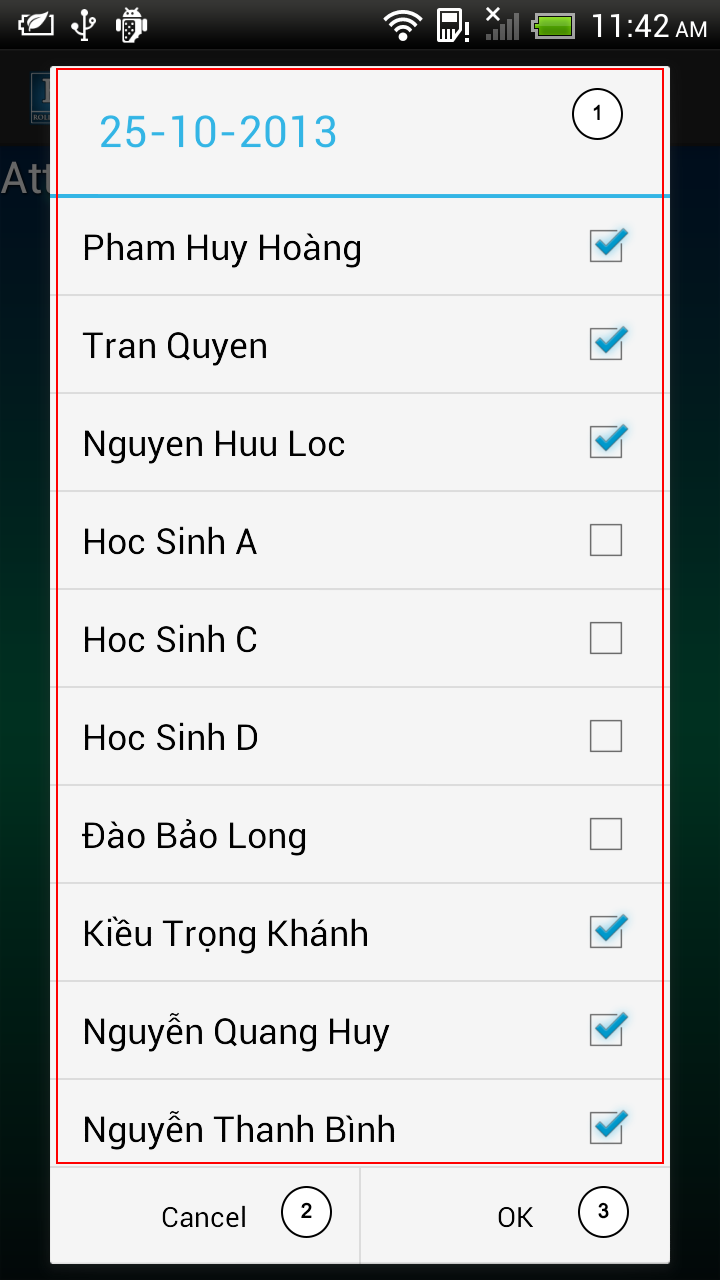 11:42 AM
25-10-2013
1
Pham Huy Hoàng
Tran Quyen
Nguyen Huu Loc
Hoc Sinh A
Hoc Sinh C
Hoc Sinh D
Đào Bảo Long
Kiều Trọng Khánh
Nguyễn Quang Huy
Nguyễn Thanh Bình
Cancel
2
OK
3